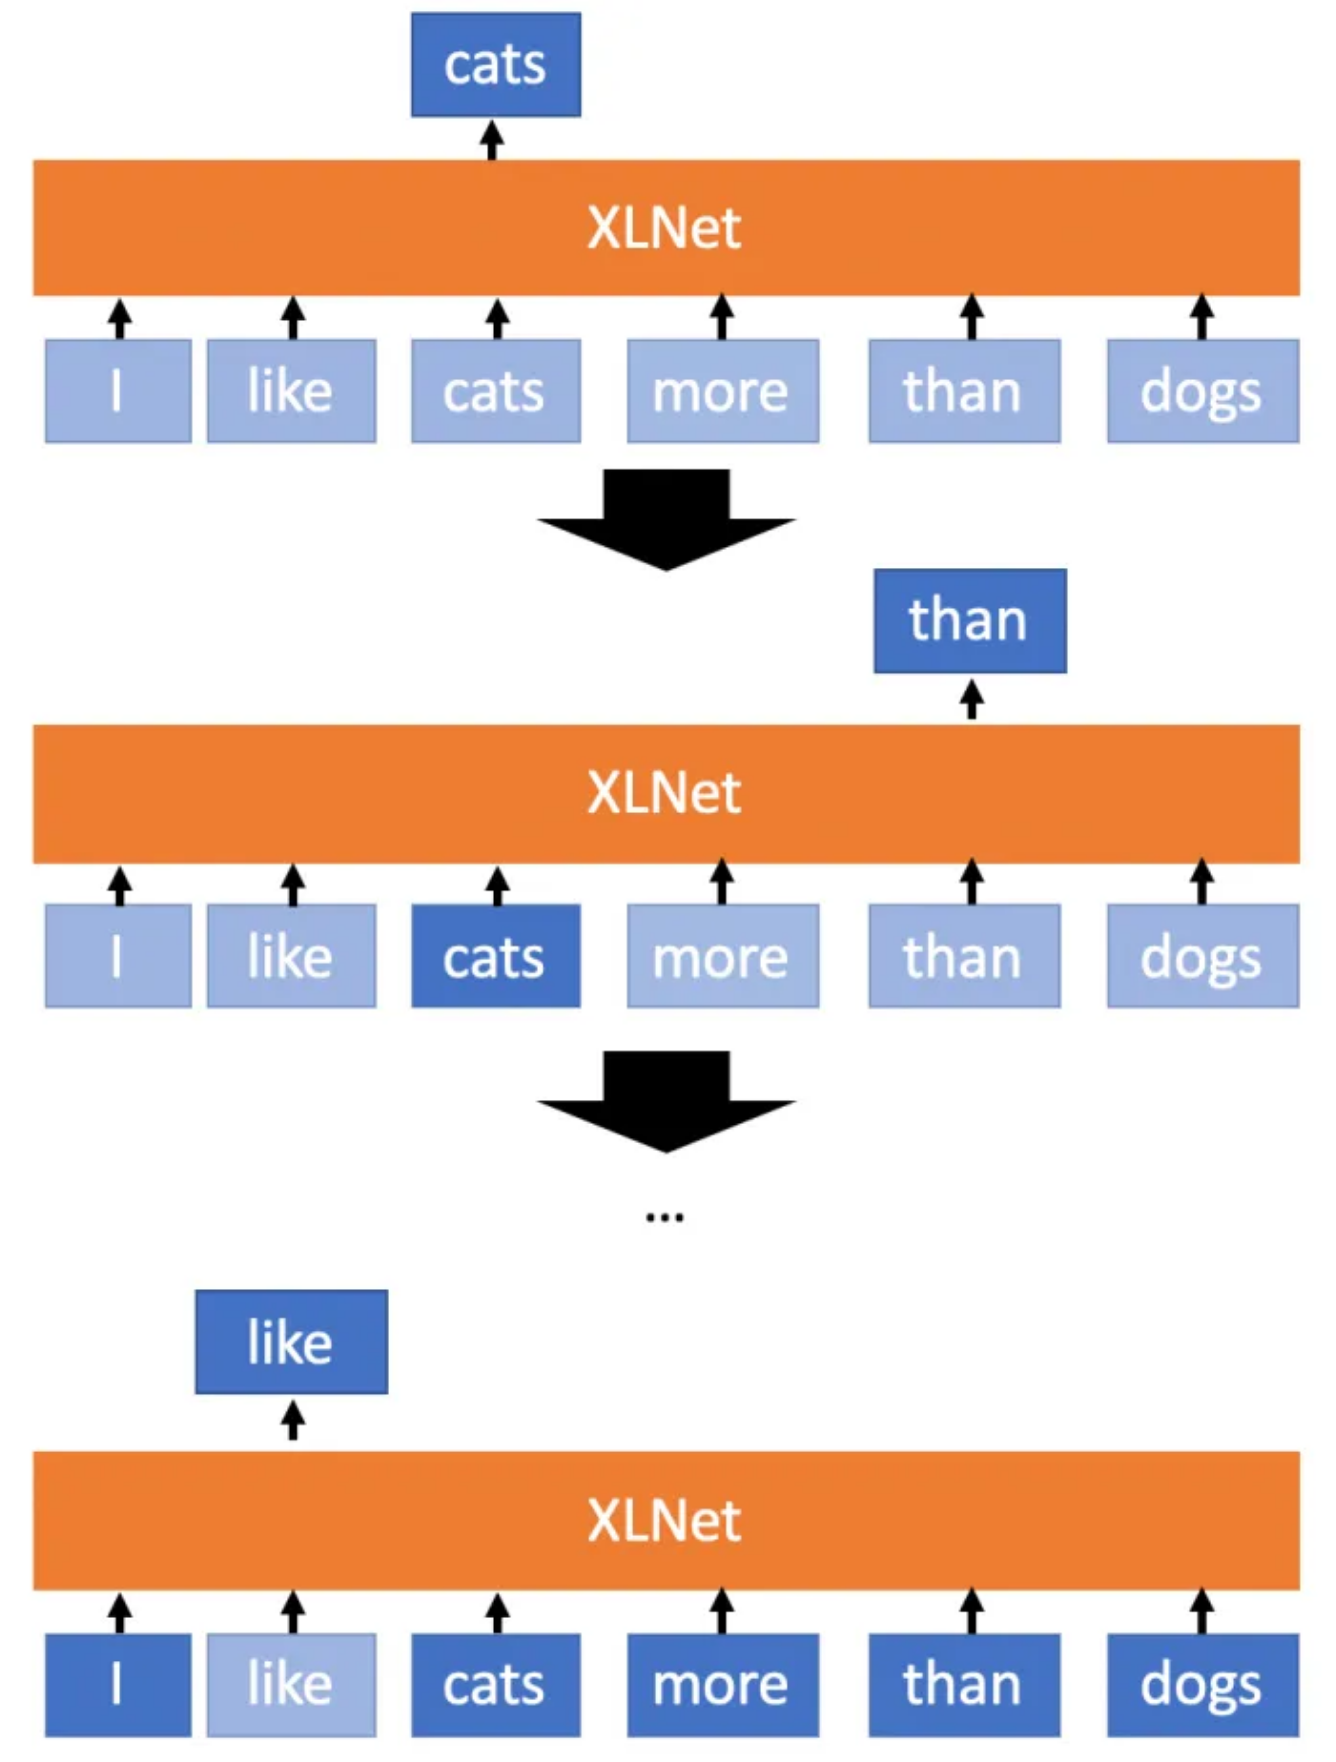 cats
XLNet
I like cats more than dogs
than
XLNet
I like cats more than dogs
...
like
XLNet
I like cats more than dogs